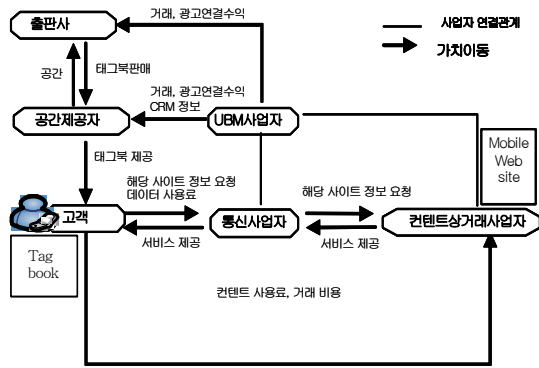 거래, 광고연결수익
사업자 연결관계
가치이동
출판사
공간
태그북판매
거래, 광고연결수익
CRM 정보
공간제공자
UBM사업자
태그북 제공
Mobile
Web
site
해당 사이트 정보 요청
데이터 사용료
해당 사이트 정보 요청
고객
통신사업자
컨텐트상거래사업자
서비스 제공
서비스 제공
Tag
book
컨텐트 사용료, 거래 비용